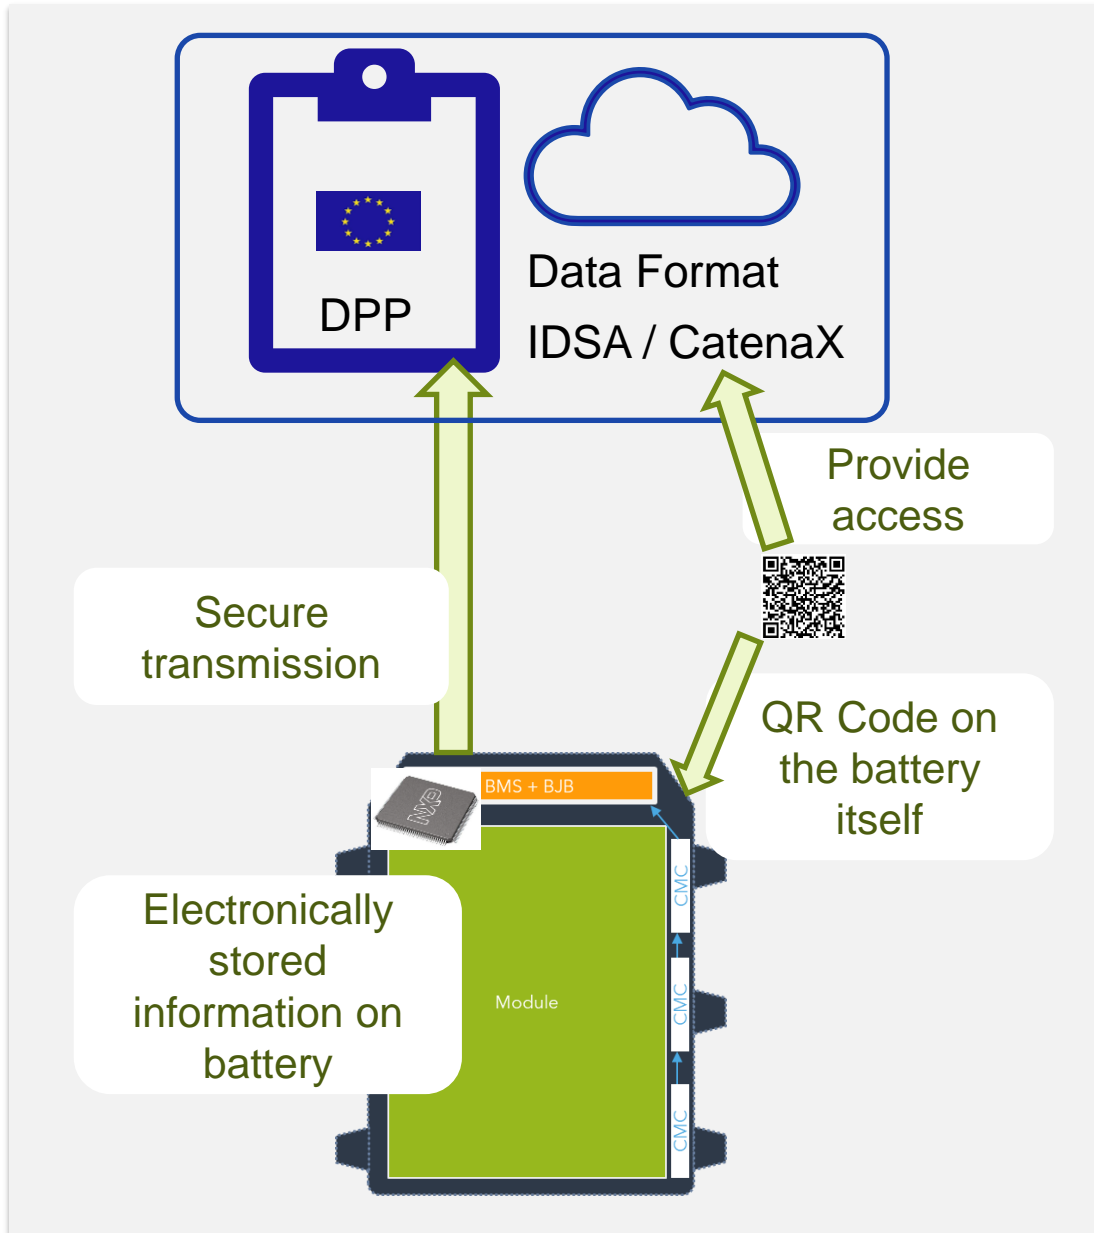 DPP
Data Format
IDSA / CatenaX
Provide
access
Secure
transmission
QR Code on
the battery
itself
NXP
BMS + BJB
CMC
CMC
CMC
Electronically
stored
information on
battery
Module